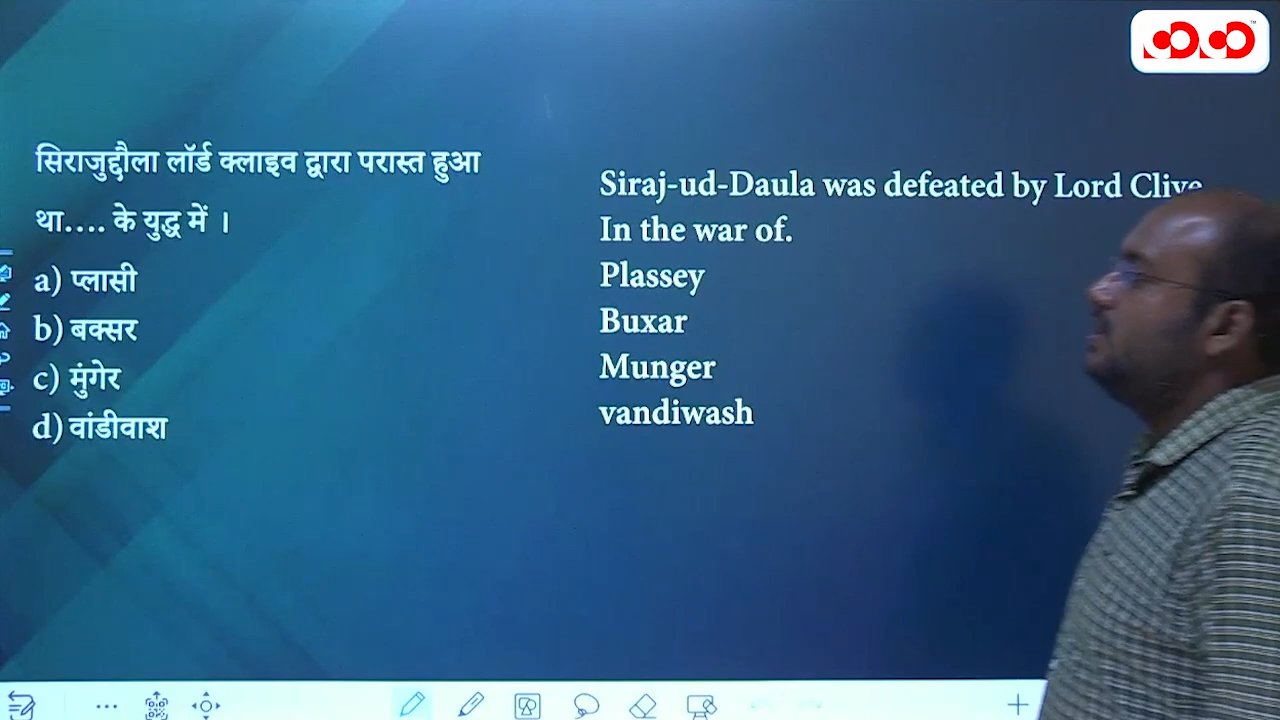 सिराजुद्दौला लॉर्ड क्लाइव द्वारा परास्त हुआ
था.... के युद्ध में ।
a) प्लासी
b) बक्सर
c) मुंगेर
d) वांडीवाश
Siraj-ud-Daula was defeated by Lord Clive
In the war of.
Plassey
Buxar
Munger
vandiwash